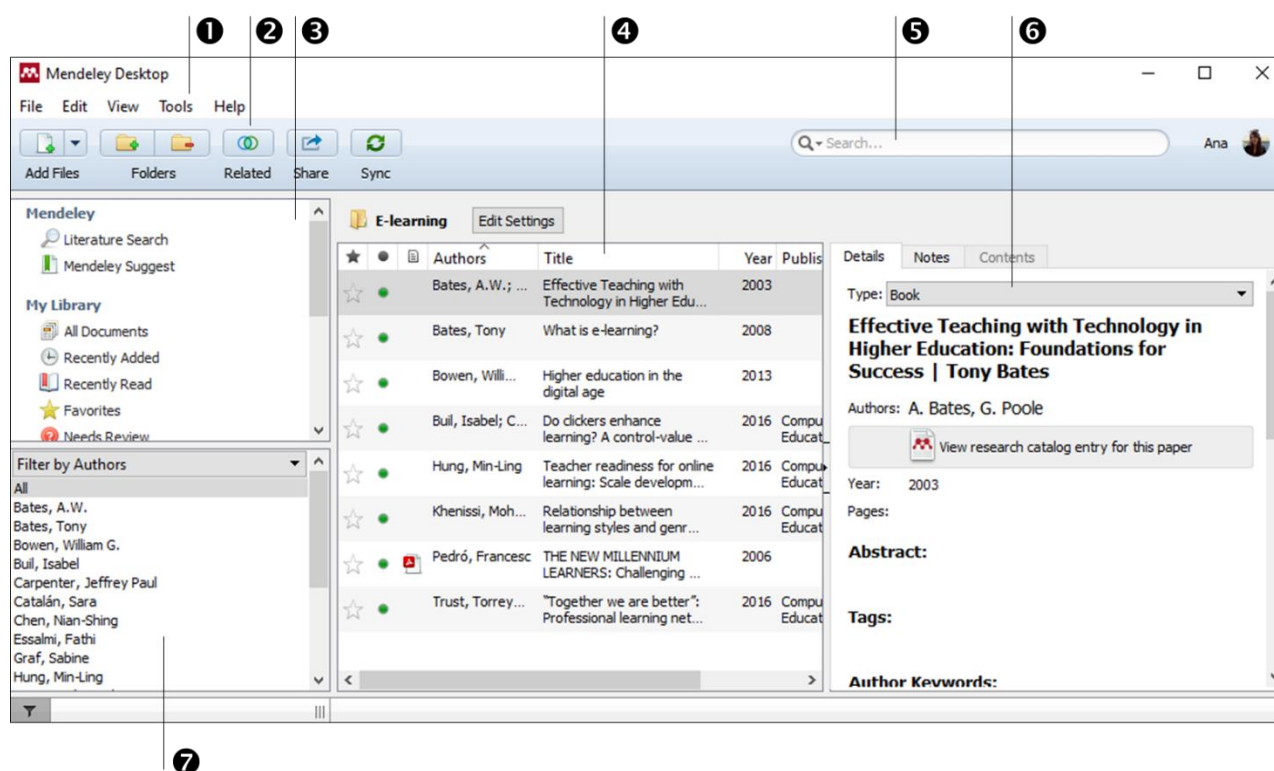 ❶ ❷ ❸ ❹ ❺ ❻
Mendeley Desktop
File Edit View Tools Help
Search...
Ana
Add Files Folders Related Share Sync
Mendeley
Literature Search
Mendeley Suggest
My Library
All Documents
Recently Added
Recently Read
Favorites
Needs Review
Filter by Authors
All
Bates, A.W.
Bates, Tony
Bowen, William G.
Buil, Isabel
Carpenter, Jeffrey Paul
Catalán, Sara
Chen, Nian-Shing
Essalmi, Fathi
Graf, Sabine
Hung, Min-Ling
E-learning Edit Settings
Authors Title Year Publis
Bates, A.W.; ... Effective Teaching with 2003
Technology in Higher Edu...
Bates, Tony What is e-learning? 2008
Bowen, Willi... Higher education in the 2013
digital age
Buil, Isabel; C... Do clickers enhance 2016 Compu
learning? A control-value ... Educat
Hung, Min-Ling Teacher readiness for online 2016 Compu
learning: Scale developm... Educat
Khenissi, Moh... Relationship between 2016 Compu
learning styles and genr... Educat
Pedró, Francesc THE NEW MILLENNIUM 2006
LEARNERS: Challenging ...
Trust, Torrey... "Together we are better": 2016 Compu
Professional learning net... Educat
Details Notes Contents
Type: Book
Effective Teaching with Technology in
Higher Education: Foundations for
Success | Tony Bates
Authors: A. Bates, G. Poole
View research catalog entry for this paper
Year: 2003
Pages:
Abstract:
Tags:
Author Keywords:
❼